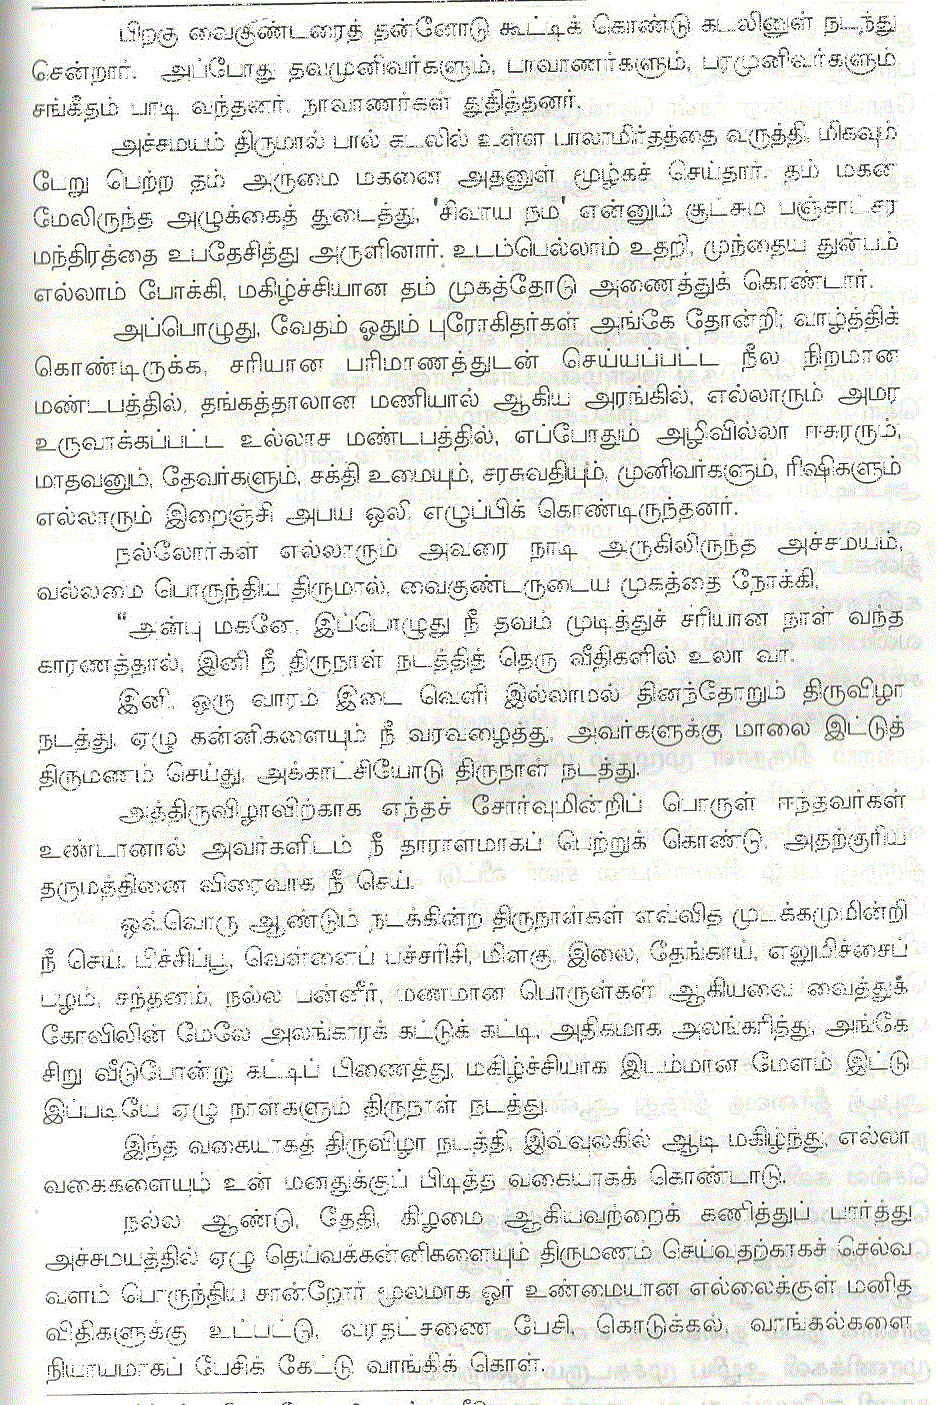 பிறகு வைகுண்டரைத் தன்னோடு கூட்டிக் கொண்டு கடலினுள் நடந்து
சென்றார். அப்போது தவமுனிவர்களும், பாவாணர்களும், பரமுனிவர்களும்
சங்கீதம் பாடி வந்தனர். நாவாணர்கள் துதித்தனர்.
அச்சமயம் திருமால் பால் கடலில் உள்ள பாலாமிர்தத்தை வருத்தி, மிகவும்
பேறு பெற்ற தம் அருமை மகனை அதனுள் மூழ்கச் செய்தார். தம் மகன்
மேலிருந்த அழுக்கைத் துடைத்து, 'சிவாய நம' என்னும் சூட்சும பஞ்சாட்சர
மந்திரத்தை உபதேசித்து அருளினார். உடம்பெல்லாம் உதறி, முந்தைய துன்பம்
எல்லாம் போக்கி, மகிழ்ச்சியான தம் முகத்தோடு அணைத்துக் கொண்டார்.
அப்பொழுது, வேதம் ஓதும் புரோகிதர்கள் அங்கே தோன்றி; வாழ்த்திக்
கொண்டிருக்க, சரியான பரிமாணத்துடன் செய்யப்பட்ட நீல நிறமான
மண்டபத்தில், தங்கத்தாலான மணியால் ஆகிய அரங்கில், எல்லாரும் அமர
உருவாக்கப்பட்ட உல்லாச மண்டபத்தில், எப்போதும் அழிவில்லா ஈசுரரும்,
மாதவனும், தேவர்களும், சக்தி உமையும், சரசுவதியும், முனிவர்களும், ரிஷிகளும்
எல்லாரும் இறைஞ்சி அபய ஒலி எழுப்பிக் கொண்டிருந்தனர்.
நல்லோர்கள் எல்லாரும் அவரை நாடி அருகிலிருந்த அச்சமயம்,
வல்லமை பொருந்திய திருமால், வைகுண்டருடைய முகத்தை நோக்கி,
“அன்பு மகனே, இப்பொழுது நீ தவம் முடித்துச் சரியான நாள் வந்த
காரணத்தால், இனி நீ திருநாள் நடத்தித் தெரு வீதிகளில் உலா வா.
இனி, ஒரு வாரம் இடை வெளி இல்லாமல் தினந்தோறும் திருவிழா
நடத்து. ஏழு கன்னிகளையும் நீ வரவழைத்து, அவர்களுக்கு மாலை இட்டுத்
திருமணம் செய்து, அக்காட்சியோடு திருநாள் நடத்து.
அத்திருவிழாவிற்காக எந்தச் சோர்வுமின்றிப் பொருள் ஈந்தவர்கள்
உண்டானால் அவர்களிடம் நீ தாராளமாகப் பெற்றுக் கொண்டு, அதற்குரிய
தருமத்தினை விரைவாக நீ செய்.
ஒவ்வொரு ஆண்டும் நடக்கின்ற திருநாள்கள் எவ்வித முடக்கமுமின்றி
நீ செய். பிச்சிப்பூ, வெள்ளைப் பச்சரிசி, மிளகு, இலை, தேங்காய், எலுமிச்சைப்
பழம், சந்தனம், நல்ல பன்னீர், மணமான பொருள்கள் ஆகியவை வைத்துக்
கோவிலின் மேலே அலங்காரக் கட்டுக் கட்டி, அதிகமாக அலங்கரித்து, அங்கே
சிறு வீடுபோன்று கட்டிப் பிணைத்து, மகிழ்ச்சியாக இடம்மான மேளம் இட்டு
இப்படியே ஏழு நாள்களும் திருநாள் நடத்து.
இந்த வகையாகத் திருவிழா நடத்தி, இவ்வுலகில் ஆடி மகிழ்ந்து, எல்லா
வகைகளையும் உன் மனதுக்குப் பிடித்த வகையாகக் கொண்டாடு.
நல்ல ஆண்டு, தேதி, கிழமை ஆகியவற்றைக் கணித்துப் பார்த்து
அச்சமயத்தில் ஏழு தெய்வக்கன்னிகளையும் திருமணம் செய்வதற்காகச் செல்வ
வளம் பொருந்திய சான்றோர் மூலமாக ஓர் உண்மையான எல்லைக்குள் மனித
விதிகளுக்கு உட்பட்டு, வரதட்சணை பேசி, கொடுக்கல், வாங்கல்களை
நியாயமாகப் பேசிக் கேட்டு வாங்கிக் கொள்.